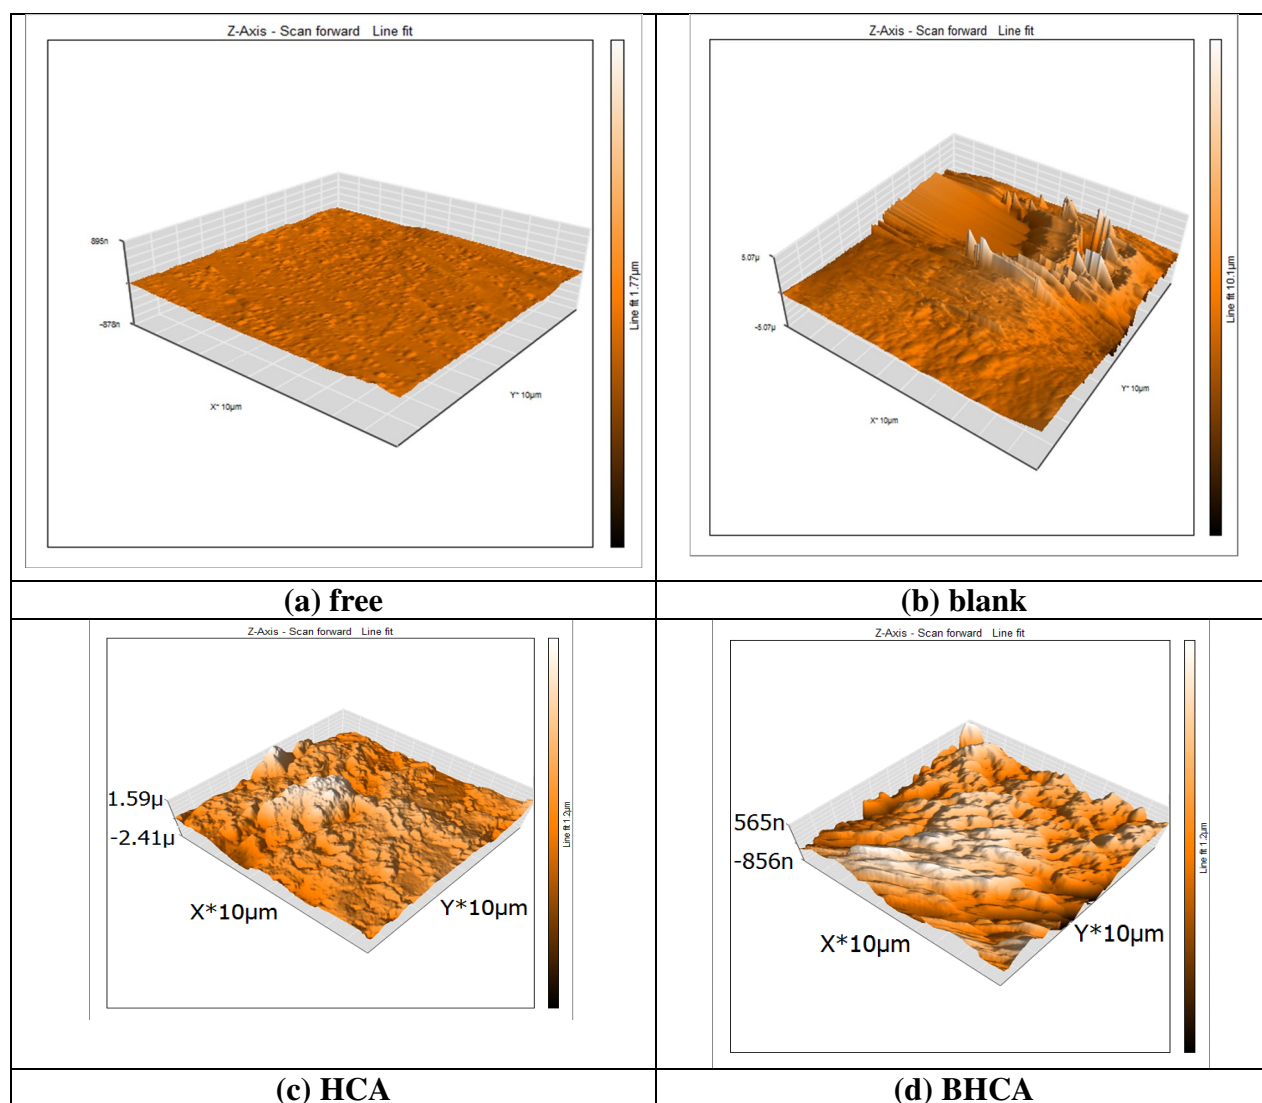 Z-Axis - Scan forward Line fit
895n
-878n
X* 10µm
Y* 10µm
Line fit 1.77µm
(a) free
Z-Axis - Scan forward Line fit
5.07µ
-5.07µ
X* 10µm
Y* 10µm
Line fit 10.1µm
(b) blank
Z-Axis - Scan forward Line fit
1.59µ
-2.41µ
X*10µm
Y*10µm
Line fit 1.2µm
(c) HCA
Z-Axis - Scan forward Line fit
565n
-856n
X*10µm
Y*10µm
Line fit 1.2µm
(d) BHCA